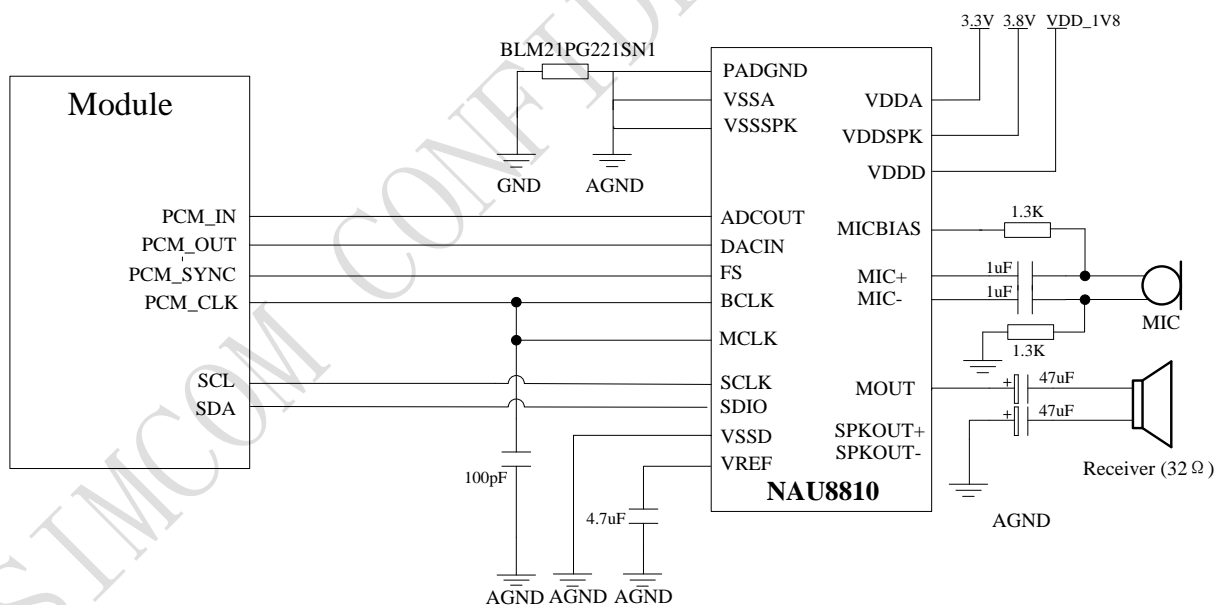 SIMCOM CONFID
3.3V 3.8V VDD_1V8
BLM21PG221SN1
Module
GND
AGND
PADGND
VSSA
VSSSPK
VDDA
VDDSPK
VDDD
PCM_IN
PCM_OUT
PCM_SYNC
PCM_CLK
SCL
SDA
ADCOUT
DACIN
FS
BCLK
MCLK
SCLK
SDIO
VSSD
VREF
MICBIAS
MIC+
MIC-
MOUT
SPKOUT+
SPKOUT-
NAU8810
1.3K
1uF
1uF
MIC
1.3K
+ 47uF
+ 47uF
Receiver (32Ω)
AGND
100pF
4.7uF
AGND AGND AGND